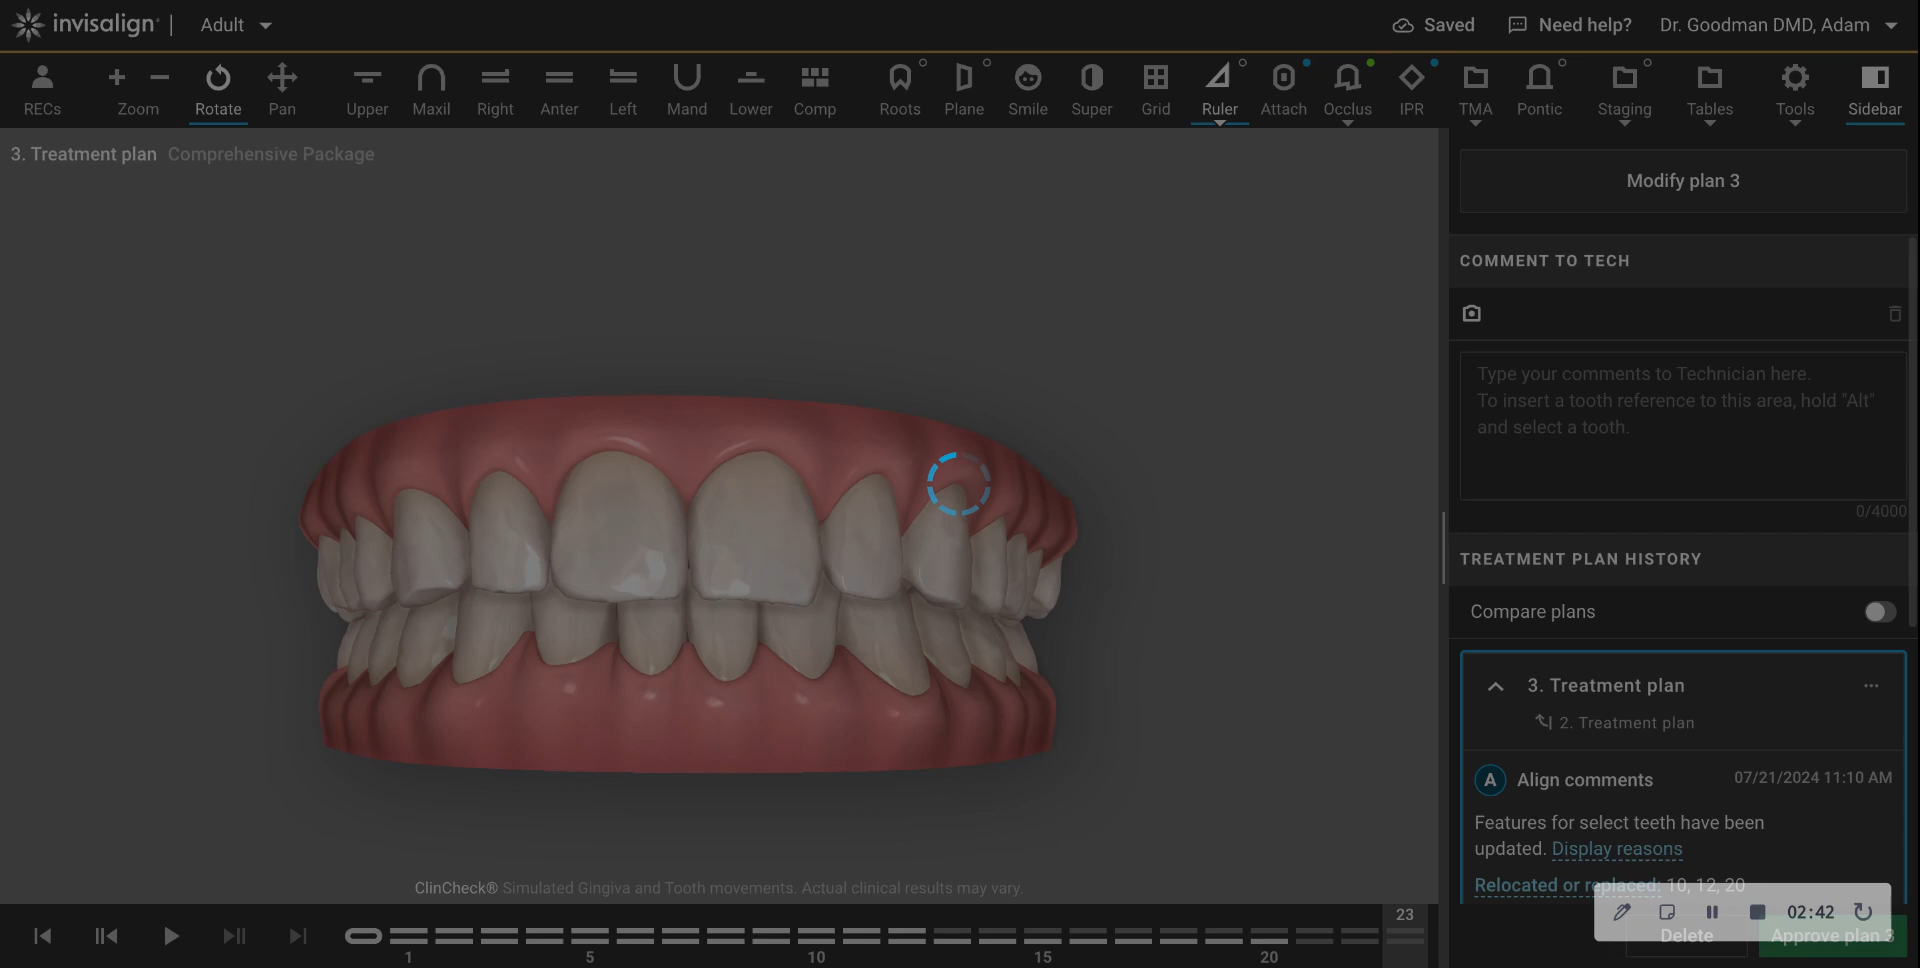 invisalign | Adult
Saved
Need help?
Dr. Goodman DMD, Adam
RECs
Zoom
Rotate
Pan
Upper
Maxil
Right
Anter
Left
Mand
Lower
Comp
Roots
Plane
Smile
Super
Grid
Ruler
Attach
Occlus
IPR
TMA
Pontic
Staging
Tables
Tools
Sidebar
3. Treatment plan Comprehensive Package
Modify plan 3
COMMENT TO TECH
Type your comments to Technician here.
To insert a tooth reference to this area, hold "Alt"
and select a tooth.
0/4000
TREATMENT PLAN HISTORY
Compare plans
3. Treatment plan
2. Treatment plan
A Align comments 07/21/2024 11:10 AM
Features for select teeth have been
updated. Display reasons
Relocated or replaced: 10, 12, 20
02:42
Delete
Approve plan 3
ClinCheck® Simulated Gingiva and Tooth movements. Actual clinical results may vary.
23
1 5 10 15 20